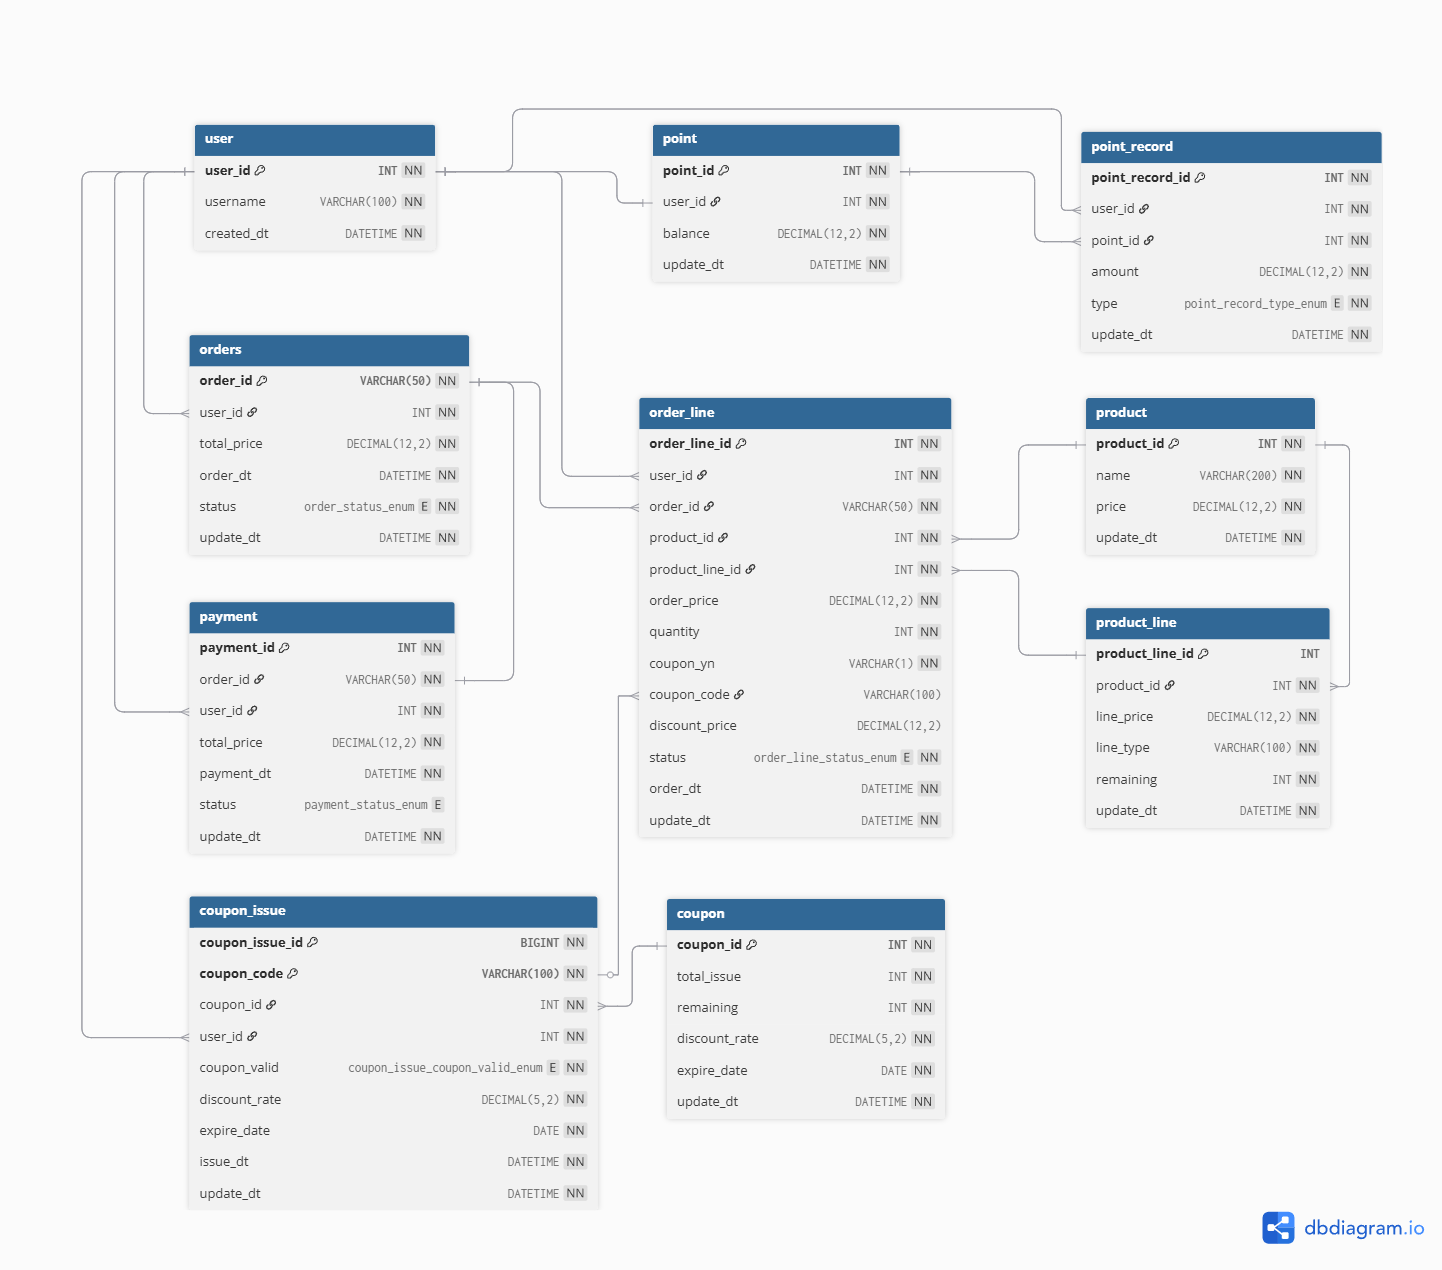 user
user_id INT NN
username VARCHAR(100) NN
created_dt DATETIME NN
point
point_id INT NN
user_id INT NN
balance DECIMAL(12,2) NN
update_dt DATETIME NN
point_record
point_record_id INT NN
user_id INT NN
point_id INT NN
amount DECIMAL(12,2) NN
type point_record_type_enum E NN
update_dt DATETIME NN
orders
order_id VARCHAR(50) NN
user_id INT NN
total_price DECIMAL(12,2) NN
order_dt DATETIME NN
status order_status_enum E NN
update_dt DATETIME NN
order_line
order_line_id INT NN
user_id INT NN
order_id VARCHAR(50) NN
product_id INT NN
product_line_id INT NN
order_price DECIMAL(12,2) NN
quantity INT NN
coupon_yn VARCHAR(1) NN
coupon_code VARCHAR(100)
discount_price DECIMAL(12,2)
status order_line_status_enum E NN
order_dt DATETIME NN
update_dt DATETIME NN
product
product_id INT NN
name VARCHAR(200) NN
price DECIMAL(12,2) NN
update_dt DATETIME NN
payment
payment_id INT NN
order_id VARCHAR(50) NN
user_id INT NN
total_price DECIMAL(12,2) NN
payment_dt DATETIME NN
status payment_status_enum E
update_dt DATETIME NN
product_line
product_line_id INT
product_id INT NN
line_price DECIMAL(12,2) NN
line_type VARCHAR(100) NN
remaining INT NN
update_dt DATETIME NN
coupon_issue
coupon_issue_id BIGINT NN
coupon_code VARCHAR(100) NN
coupon_id INT NN
user_id INT NN
coupon_valid coupon_issue_coupon_valid_enum E NN
discount_rate DECIMAL(5,2) NN
expire_date DATE NN
issue_dt DATETIME NN
update_dt DATETIME NN
coupon
coupon_id INT NN
total_issue INT NN
remaining INT NN
discount_rate DECIMAL(5,2) NN
expire_date DATE NN
update_dt DATETIME NN
dbdiagram.io